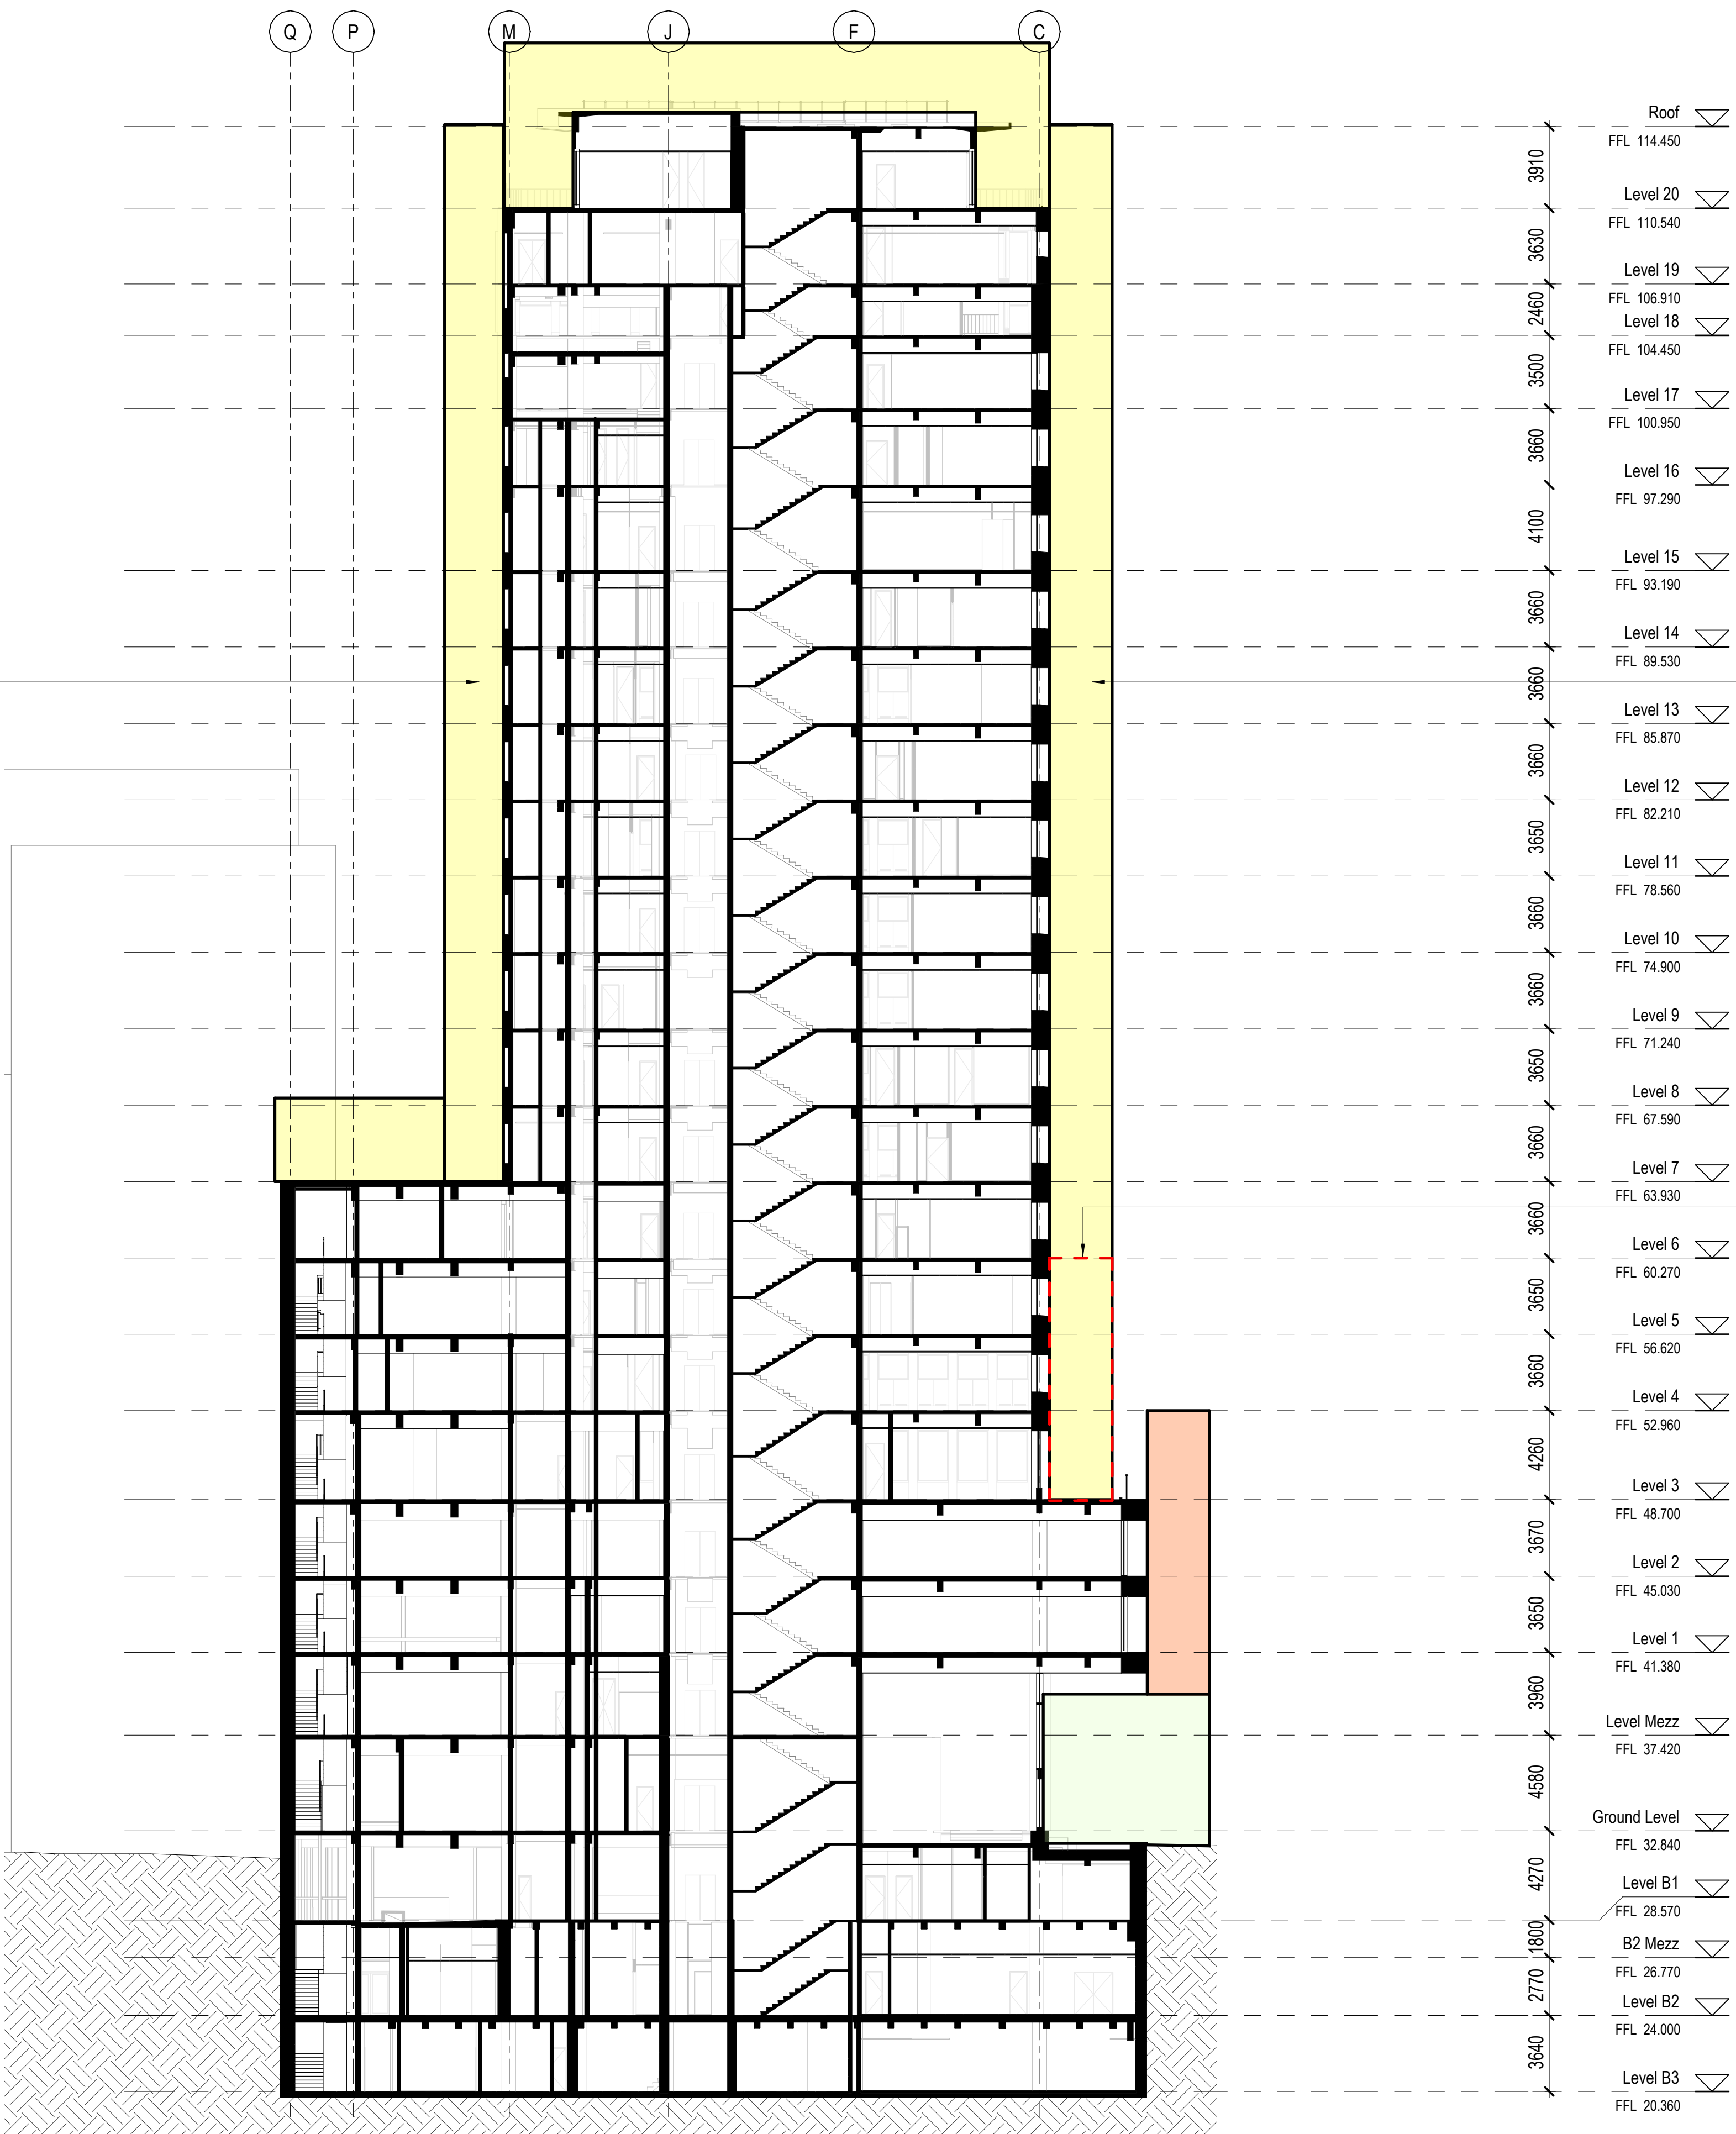 Q P M J F C
Roof
FFL 114.450
3910
Level 20
FFL 110.540
3630
Level 19
FFL 106.910
2460
Level 18
FFL 104.450
3500
Level 17
FFL 100.950
3660
Level 16
FFL 97.290
4100
Level 15
FFL 93.190
3660
Level 14
FFL 89.530
3660
Level 13
FFL 85.870
3660
Level 12
FFL 82.210
3650
Level 11
FFL 78.560
3660
Level 10
FFL 74.900
3660
Level 9
FFL 71.240
3650
Level 8
FFL 67.590
3660
Level 7
FFL 63.930
3660
Level 6
FFL 60.270
3650
Level 5
FFL 56.620
3660
Level 4
FFL 52.960
4260
Level 3
FFL 48.700
3670
Level 2
FFL 45.030
3650
Level 1
FFL 41.380
3960
Level Mezz
FFL 37.420
4580
Ground Level
FFL 32.840
4270
Level B1
FFL 28.570
1800
B2 Mezz
FFL 26.770
2770
Level B2
FFL 24.000
3640
Level B3
FFL 20.360